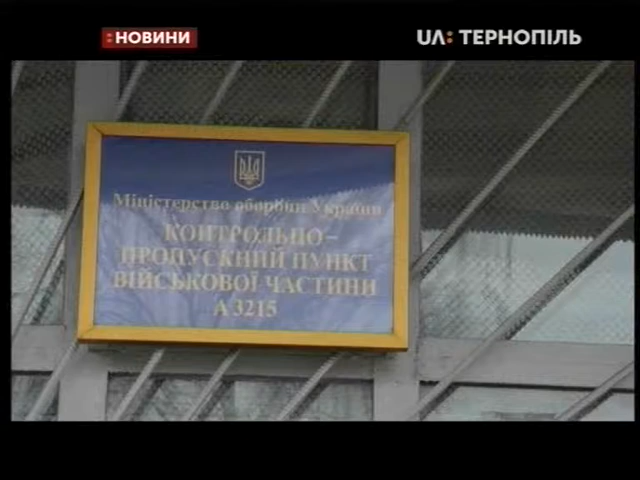 :НОВИНИ
UA: ТЕРНОПІЛЬ
Міністерство оборони України
КОНТРОЛЬНО-
ПРОПУСКНИЙ ПУНКТ
ВІЙСЬКОВОЇ ЧАСТИНИ
А 3215